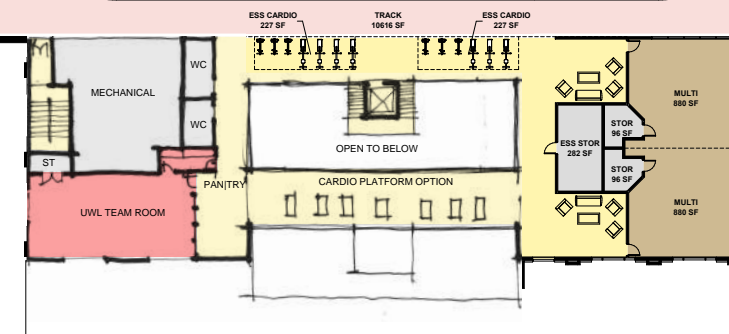 ESS CARDIO
227 SF
TRACK
10616 SF
ESS CARDIO
227 SF
WC
MECHANICAL
MULTI
880 SF
WC
STOR
96 SF
OPEN TO BELOW
ESS STOR
282 SF
ST
STOR
96 SF
PANTRY
CARDIO PLATFORM OPTION
UWL TEAM ROOM
MULTI
880 SF